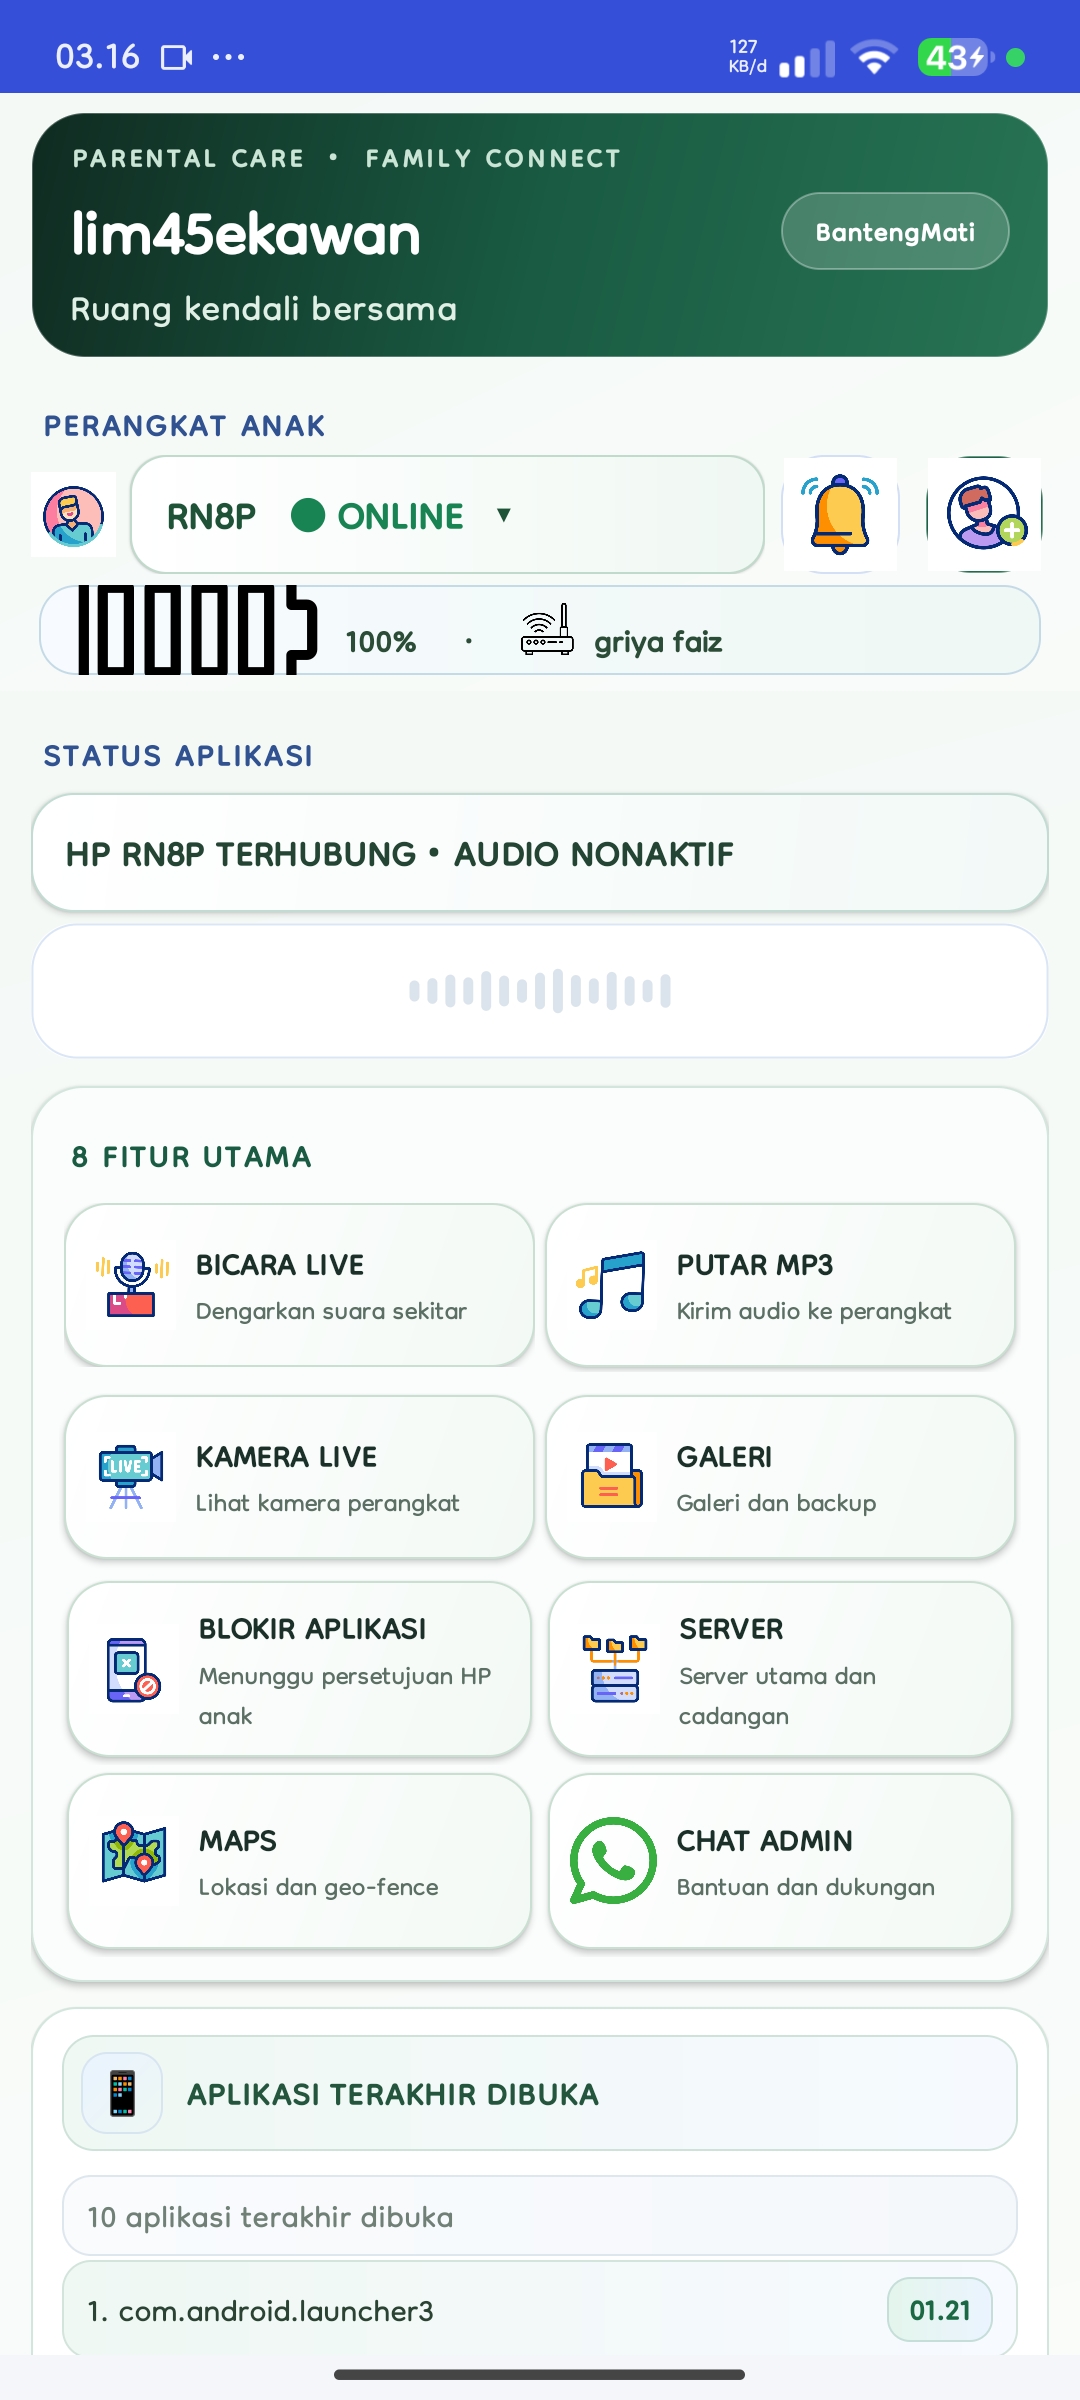 03.16
127
KB/d
43
PARENTAL CARE • FAMILY CONNECT
lim45ekawan
BantengMati
Ruang kendali bersama
PERANGKAT ANAK
RN8P ONLINE ▼
100% · griya faiz
STATUS APLIKASI
HP RN8P TERHUBUNG • AUDIO NONAKTIF
8 FITUR UTAMA
BICARA LIVE
Dengarkan suara sekitar
PUTAR MP3
Kirim audio ke perangkat
LIVE
KAMERA LIVE
Lihat kamera perangkat
GALERI
Galeri dan backup
BLOKIR APLIKASI
Menunggu persetujuan HP
anak
SERVER
Server utama dan
cadangan
MAPS
Lokasi dan geo-fence
CHAT ADMIN
Bantuan dan dukungan
APLIKASI TERAKHIR DIBUKA
10 aplikasi terakhir dibuka
1. com.android.launcher3
01.21